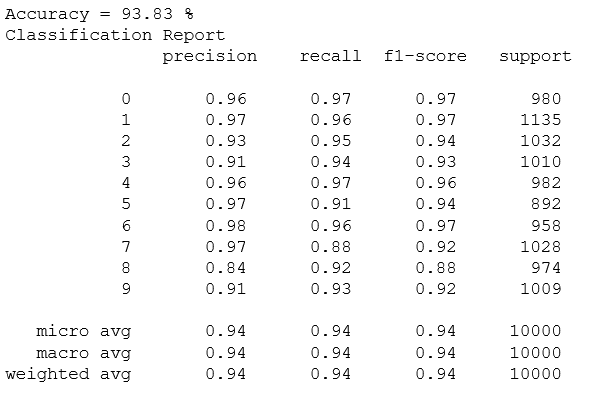 Accuracy = 93.83 %
Classification Report
precision recall f1-score support
0 0.96 0.97 0.97 980
1 0.97 0.96 0.97 1135
2 0.93 0.95 0.94 1032
3 0.91 0.94 0.93 1010
4 0.96 0.97 0.96 982
5 0.97 0.91 0.94 892
6 0.98 0.96 0.97 958
7 0.97 0.88 0.92 1028
8 0.84 0.92 0.88 974
9 0.91 0.93 0.92 1009
micro avg 0.94 0.94 0.94 10000
macro avg 0.94 0.94 0.94 10000
weighted avg 0.94 0.94 0.94 10000